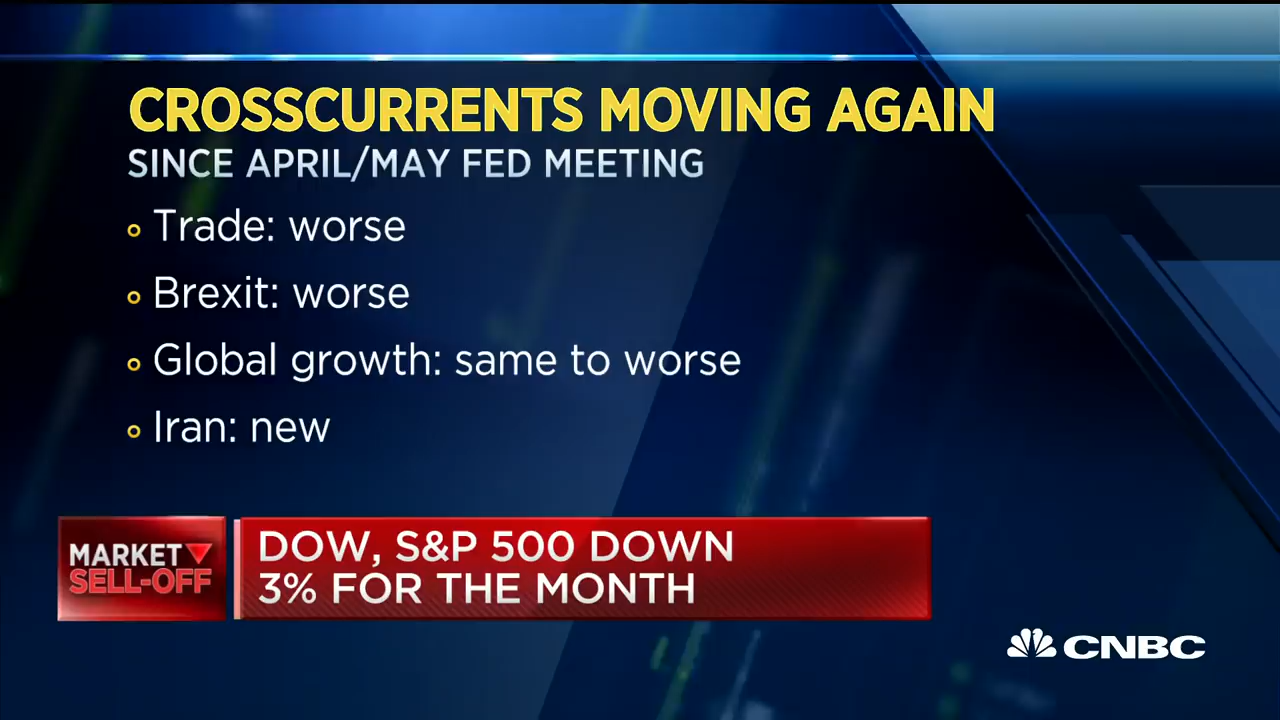 CROSSCURRENTS MOVING AGAIN
SINCE APRIL/MAY FED MEETING
Trade: worse
Brexit: worse
Global growth: same to worse
Iran: new
MARKET
SELL-OFF
DOW, S&P 500 DOWN
3% FOR THE MONTH
CNBC